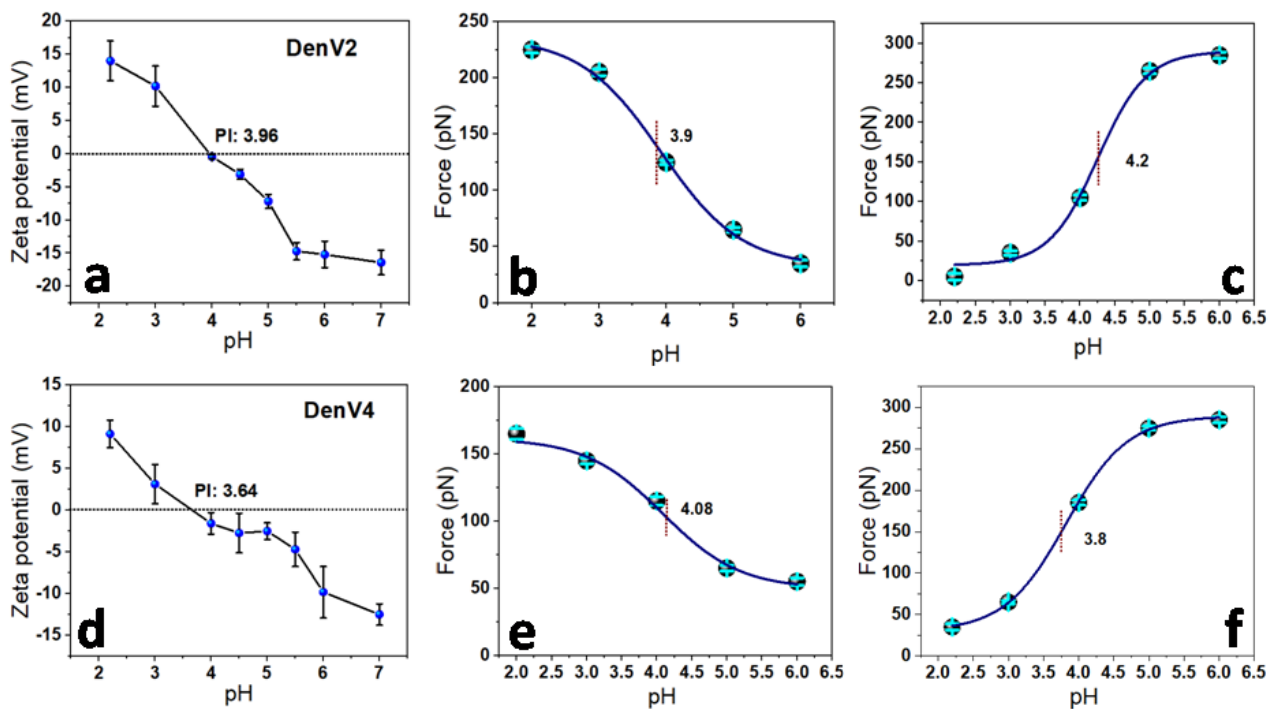 20
15
10
5
0
-5
-10
-15
-20
Zeta potential (mV)
DenV2
PI: 3.96
a
2 3 4 5 6 7
pH
250
200
150
100
50
0
Force (pN)
3.9
b
2 3 4 5 6
pH
300
250
200
150
100
50
0
Force (pN)
4.2
c
2.0 2.5 3.0 3.5 4.0 4.5 5.0 5.5 6.0 6.5
pH
15
10
5
0
-5
-10
-15
Zeta potential (mV)
DenV4
PI: 3.64
d
2 3 4 5 6 7
pH
200
150
100
50
0
Force (pN)
4.08
e
2.0 2.5 3.0 3.5 4.0 4.5 5.0 5.5 6.0 6.5
pH
300
250
200
150
100
50
0
Force (pN)
3.8
f
2.0 2.5 3.0 3.5 4.0 4.5 5.0 5.5 6.0 6.5
pH